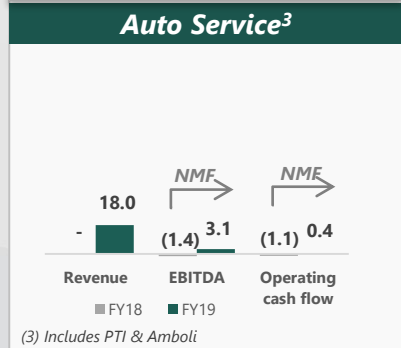 Auto Service3
NMF NMF
18.0
- (1.4) 3.1 (1.1) 0.4
Revenue EBITDA Operating
cash flow
FY18 FY19
(3) Includes PTI & Amboli